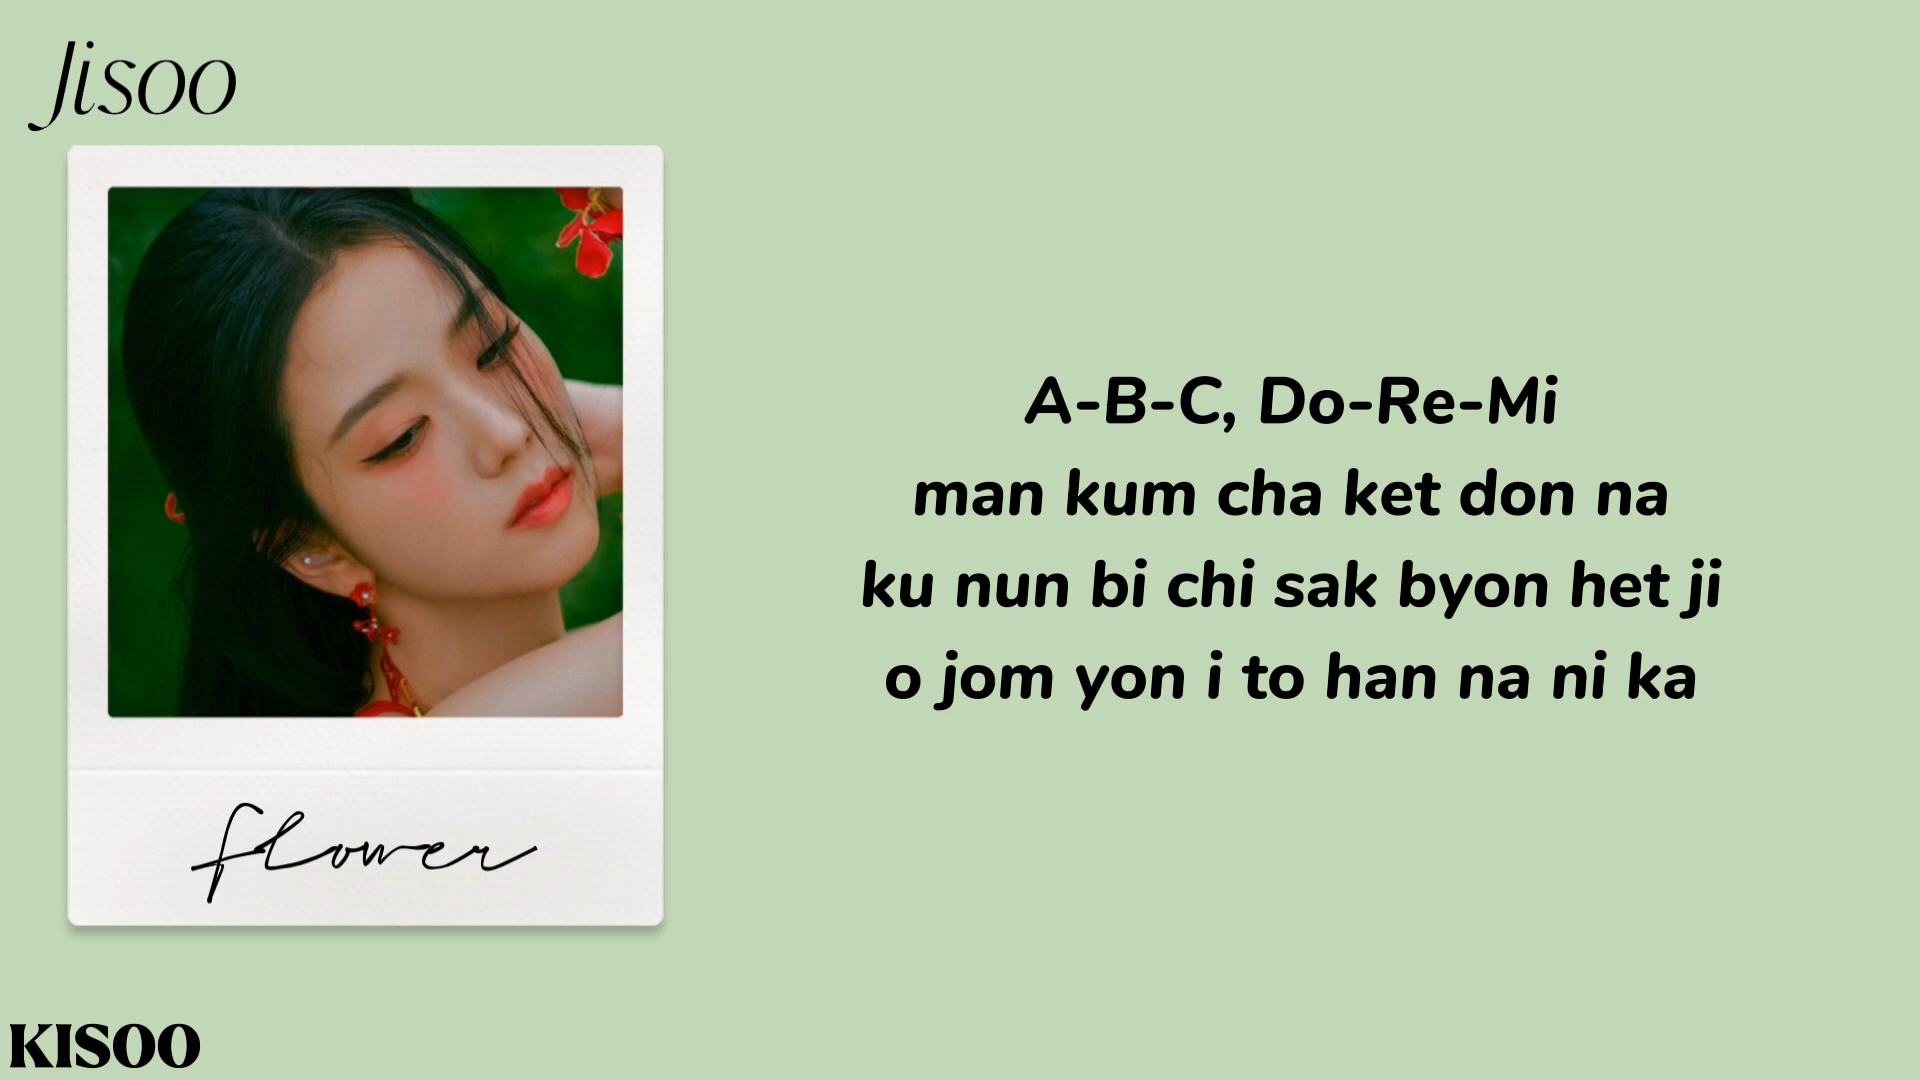 Jisoo
flower
A-B-C, Do-Re-Mi
man kum cha ket don na
ku nun bi chi sak byon het ji
o jom yon i to han na ni ka
KISOO